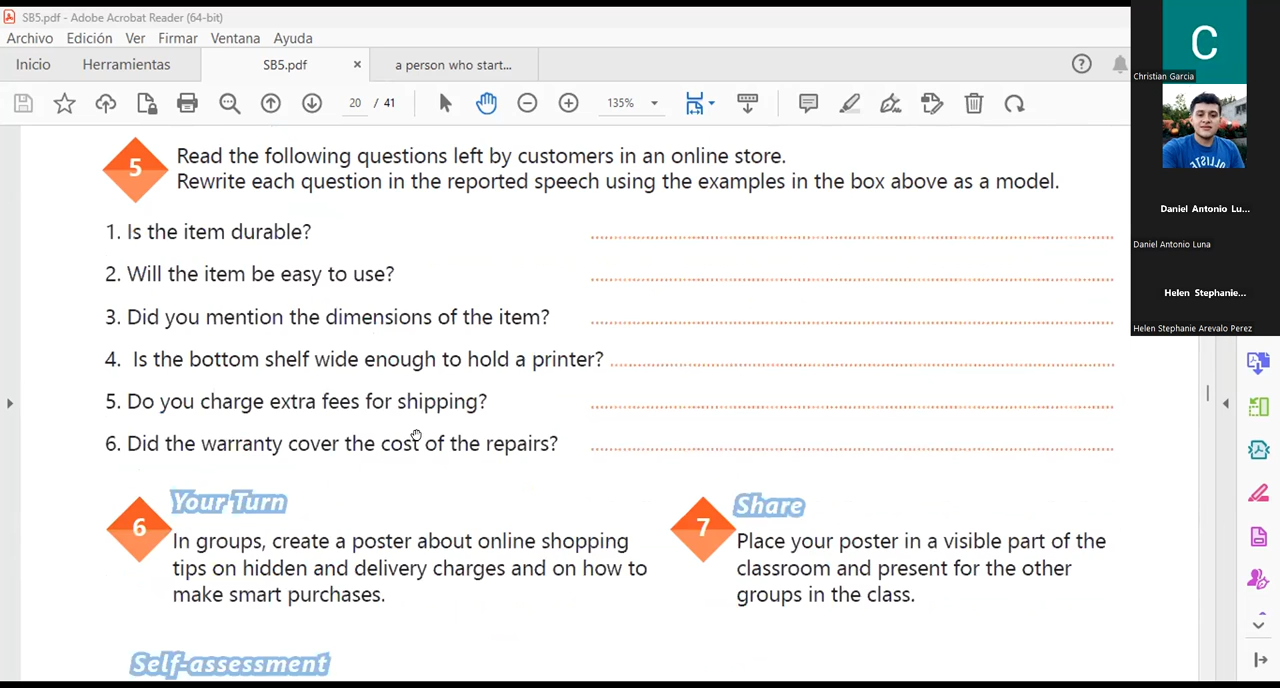 SB5.pdf - Adobe Acrobat Reader (64-bit)
Archivo Edición Ver Firmar Ventana Ayuda
Inicio Herramientas SB5.pdf × a person who start...
20 / 41 135%
5
Read the following questions left by customers in an online store.
Rewrite each question in the reported speech using the examples in the box above as a model.
1. Is the item durable?
2. Will the item be easy to use?
3. Did you mention the dimensions of the item?
4. Is the bottom shelf wide enough to hold a printer?
5. Do you charge extra fees for shipping?
6. Did the warranty cover the cost of the repairs?
6
Your Turn
In groups, create a poster about online shopping
tips on hidden and delivery charges and on how to
make smart purchases.
7
Share
Place your poster in a visible part of the
classroom and present for the other
groups in the class.
Self-assessment
C
Christian Garcia
Daniel Antonio Lu...
Daniel Antonio Luna
Helen Stephanie...
Helen Stephanie Arevalo Perez